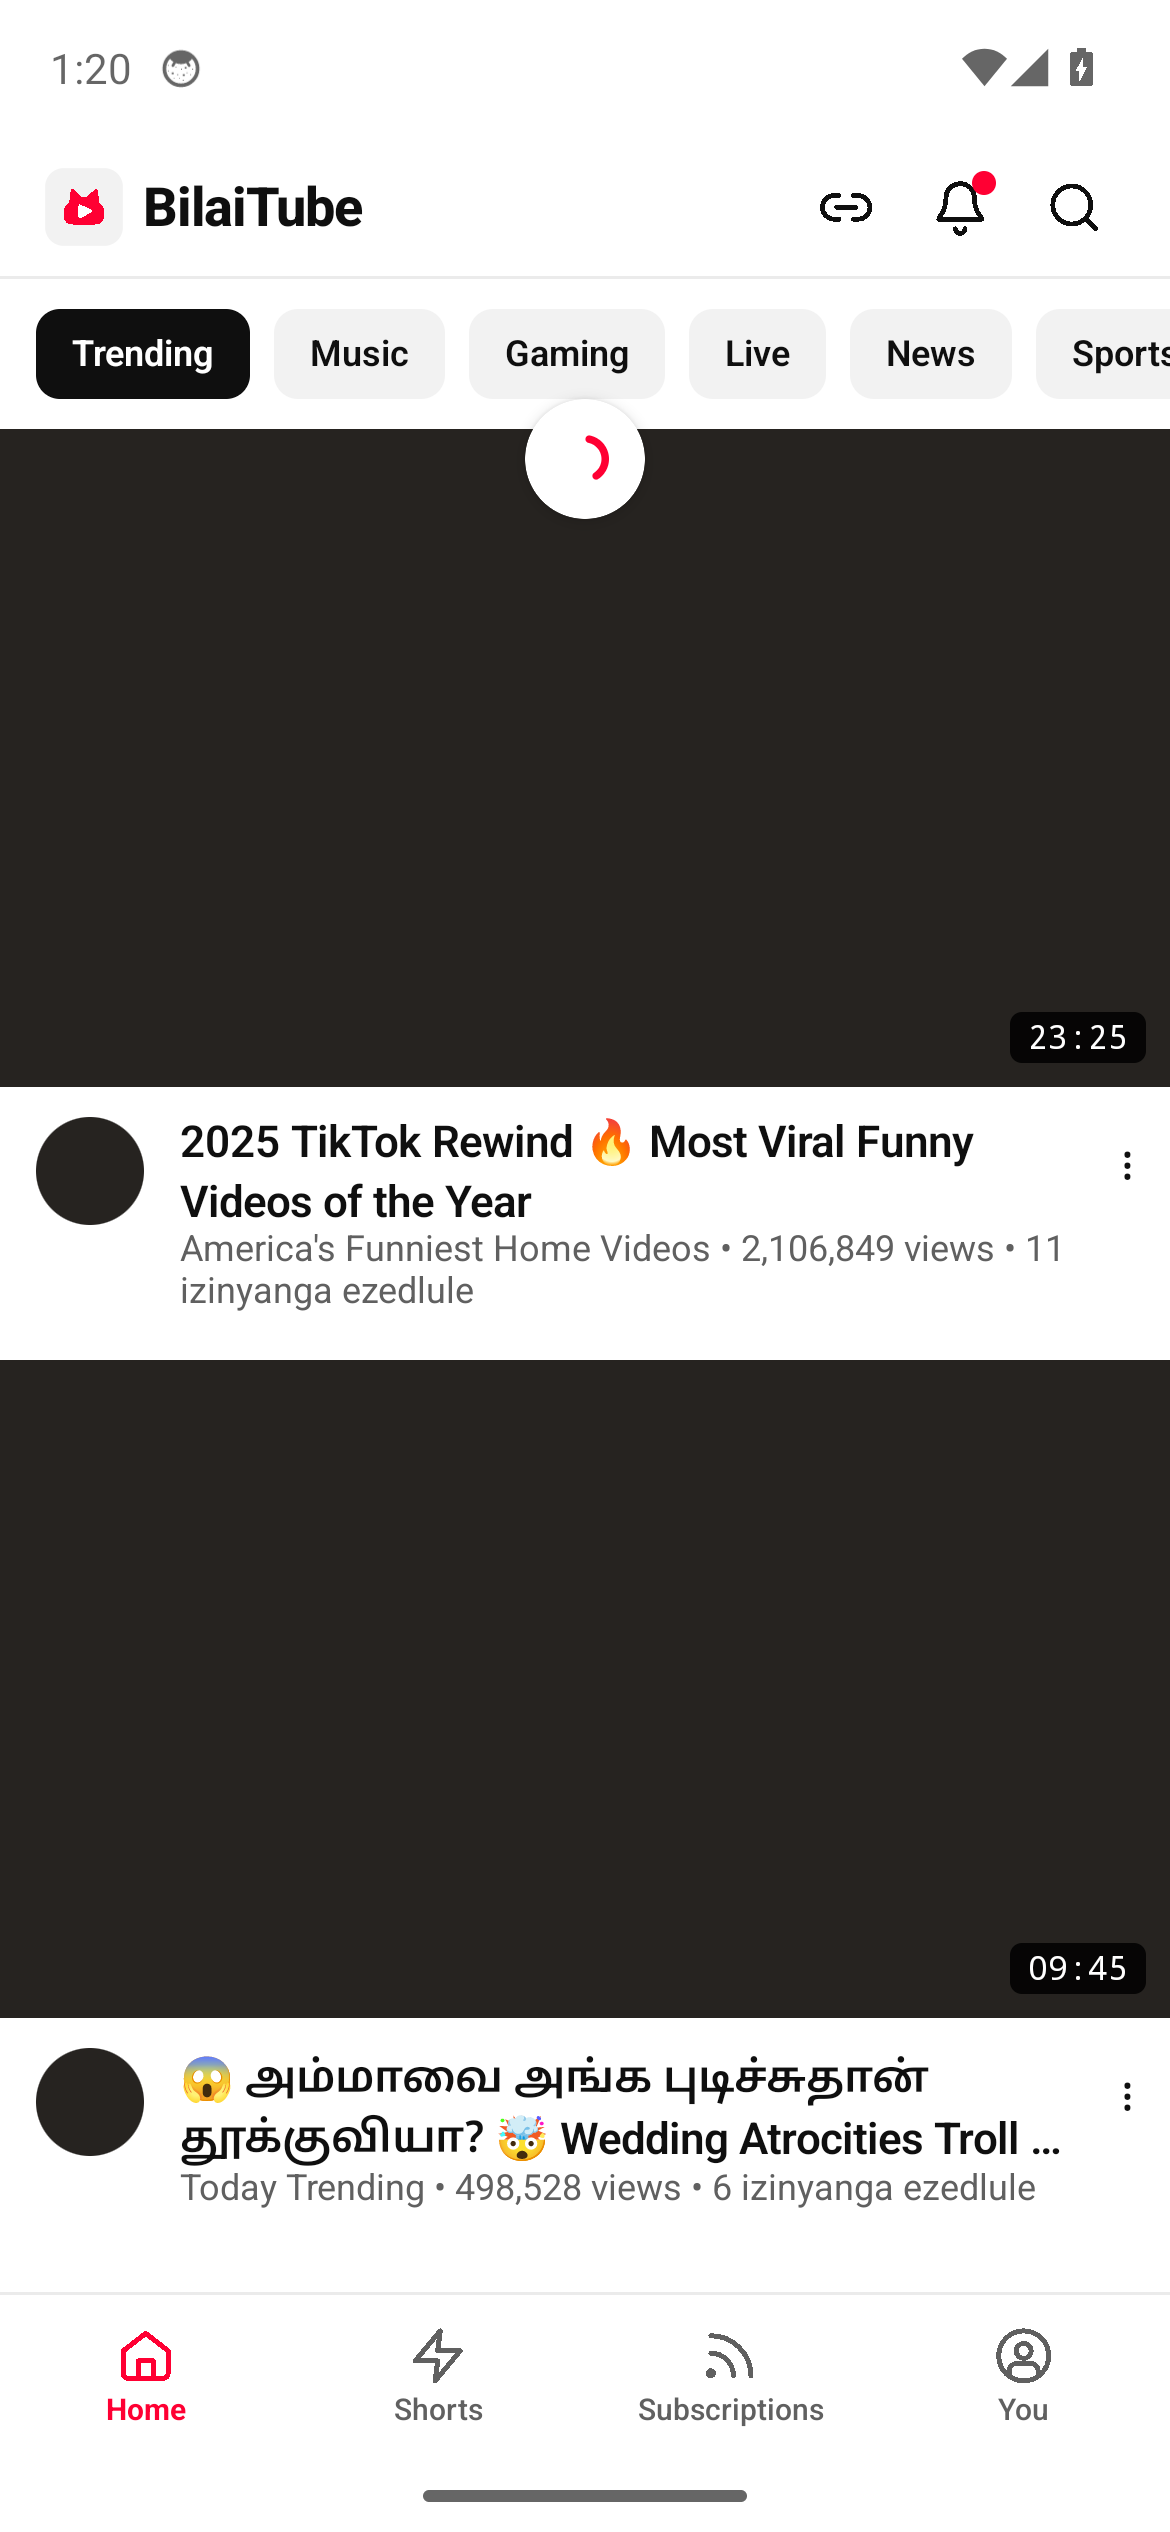 1:20
BilaiTube
Trending
Music
Gaming
Live
News
Sports
23:25
2025 TikTok Rewind 🔥 Most Viral Funny
Videos of the Year
America's Funniest Home Videos • 2,106,849 views • 11
izinyanga ezedlule
09:45
😱 அம்மாவை அங்க புடிச்சுதான்
தூக்குவியா? 🤯 Wedding Atrocities Troll ...
Today Trending • 498,528 views • 6 izinyanga ezedlule
Home
Shorts
Subscriptions
You